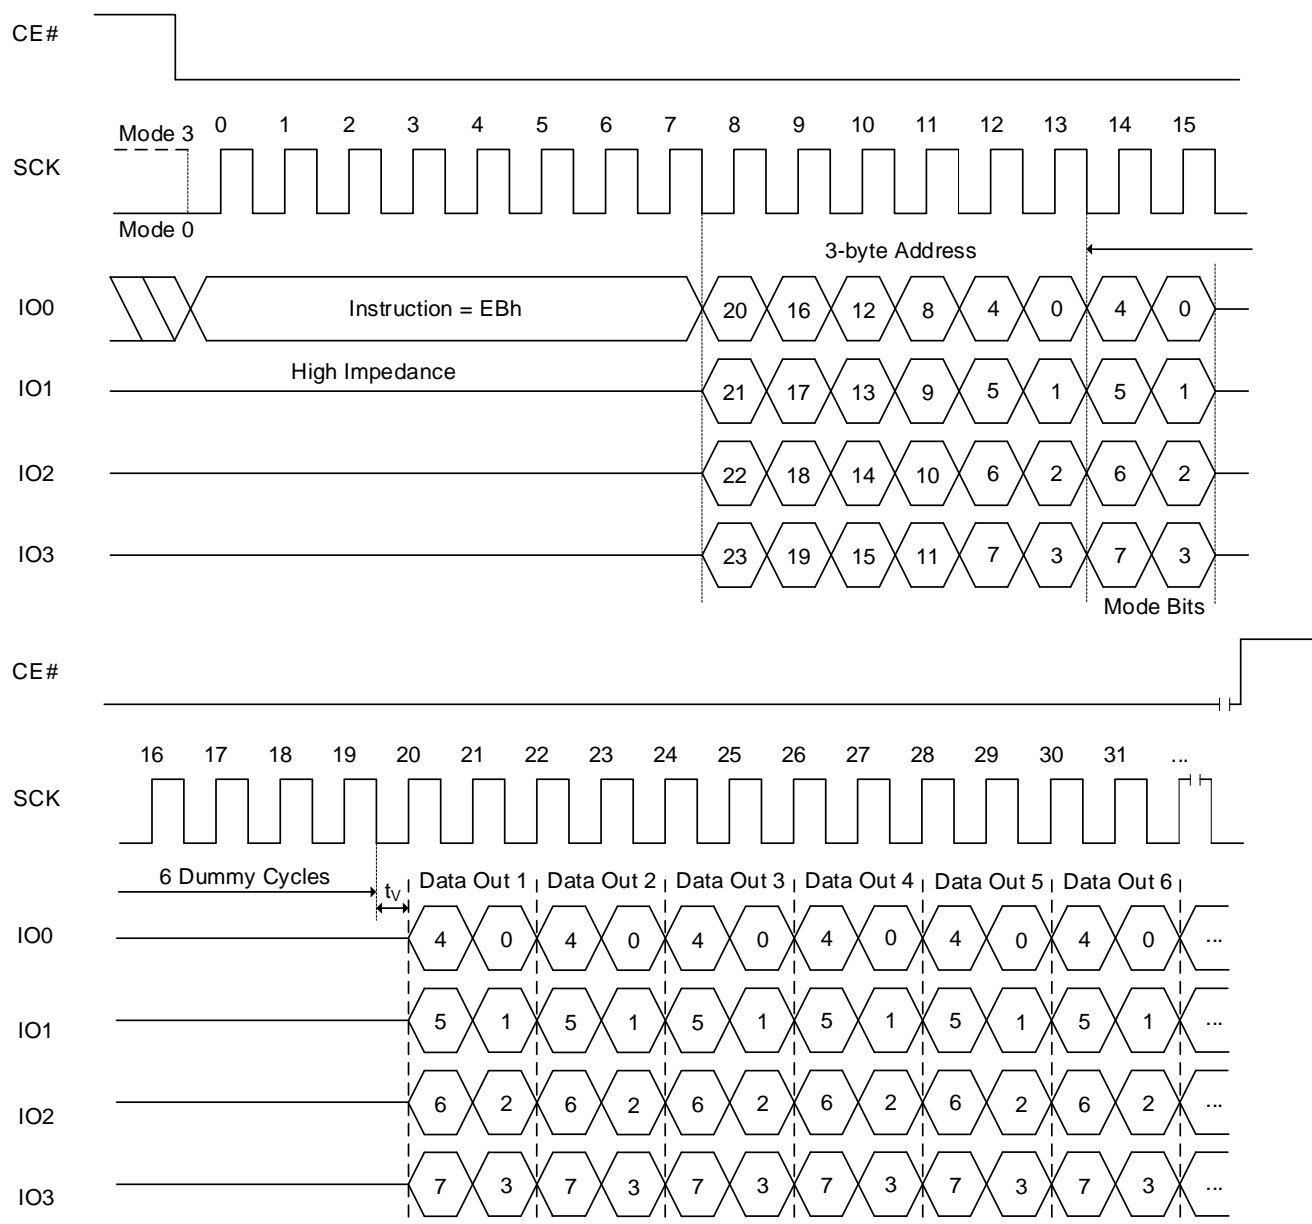 CE#
Mode 3 0 1 2 3 4 5 6 7 8 9 10 11 12 13 14 15
SCK
Mode 0
3-byte Address
IO0 Instruction = EBh 20 16 12 8 4 0 4 0
High Impedance
IO1 21 17 13 9 5 1 5 1
IO2 22 18 14 10 6 2 6 2
IO3 23 19 15 11 7 3 7 3
Mode Bits
CE#
16 17 18 19 20 21 22 23 24 25 26 27 28 29 30 31 ...
SCK
6 Dummy Cycles tV Data Out 1 Data Out 2 Data Out 3 Data Out 4 Data Out 5 Data Out 6
IO0 4 0 4 0 4 0 4 0 4 0 4 0 ...
IO1 5 1 5 1 5 1 5 1 5 1 5 1 ...
IO2 6 2 6 2 6 2 6 2 6 2 6 2 ...
IO3 7 3 7 3 7 3 7 3 7 3 7 3 ...